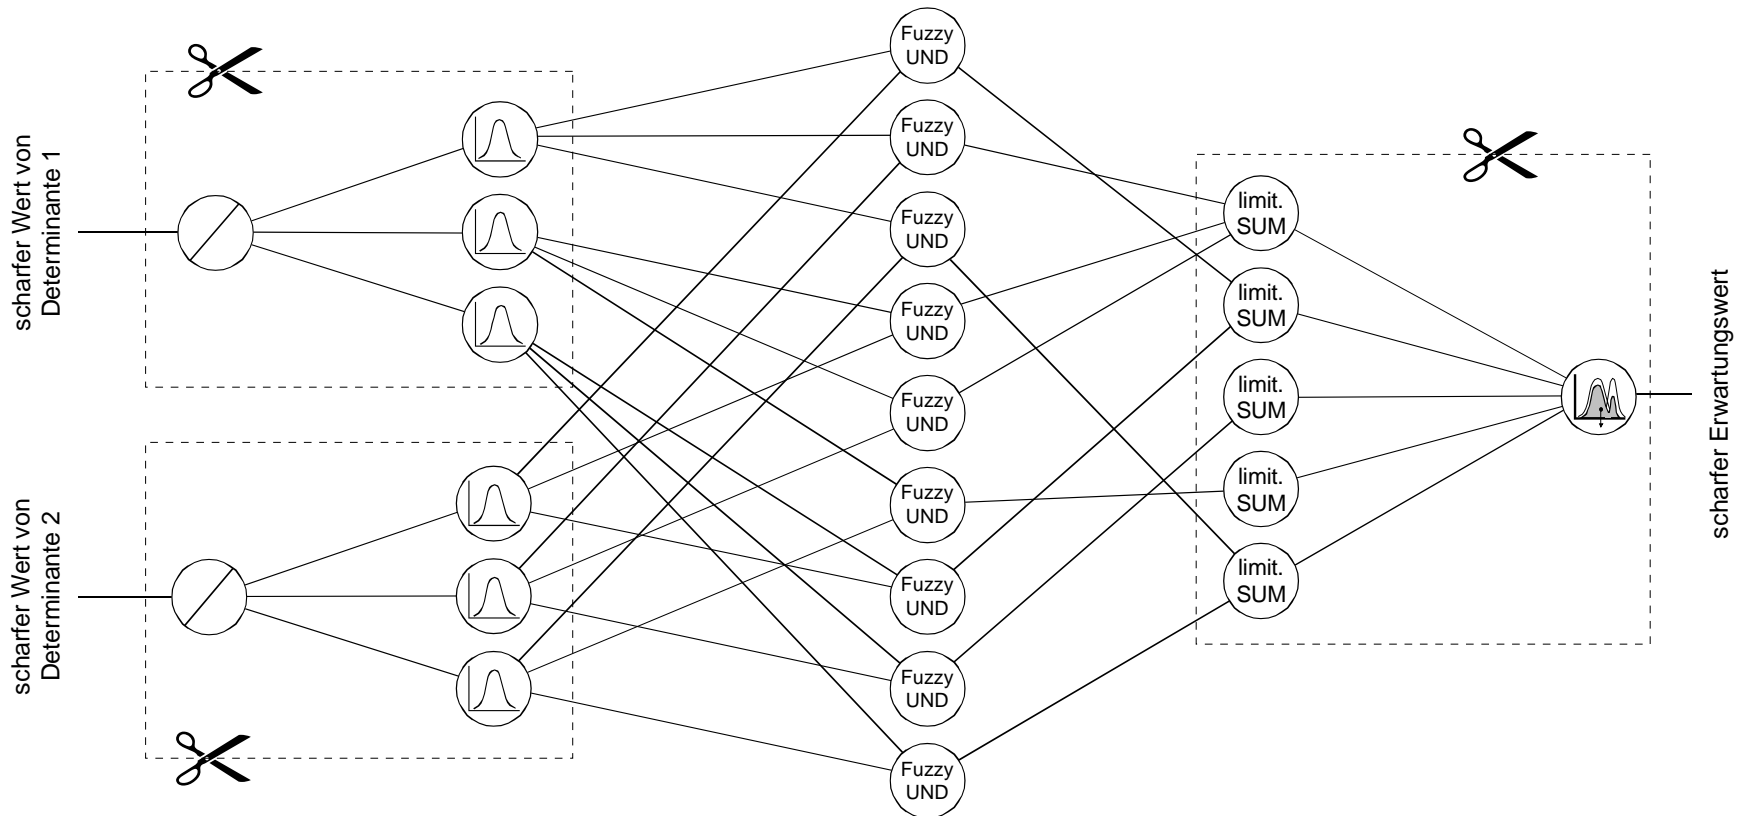 scharfer Wert von
Determinante 1
scharfer Wert von
Determinante 2
Fuzzy
UND
Fuzzy
UND
Fuzzy
UND
Fuzzy
UND
Fuzzy
UND
Fuzzy
UND
Fuzzy
UND
Fuzzy
UND
Fuzzy
UND
limit.
SUM
limit.
SUM
limit.
SUM
limit.
SUM
limit.
SUM
scharfer Erwartungswert